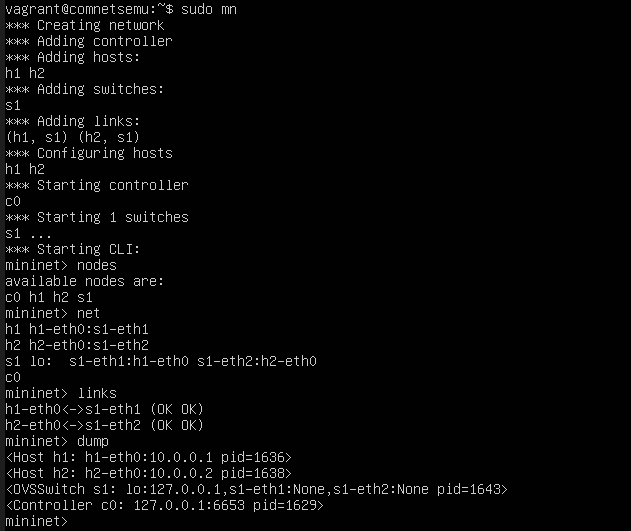 vagrant@comnetsemu:~$ sudo mn
*** Creating network
*** Adding controller
*** Adding hosts:
h1 h2
*** Adding switches:
s1
*** Adding links:
(h1, s1) (h2, s1)
*** Configuring hosts
h1 h2
*** Starting controller
c0
*** Starting 1 switches
s1 ...
*** Starting CLI:
mininet> nodes
available nodes are:
c0 h1 h2 s1
mininet> net
h1 h1-eth0:s1-eth1
h2 h2-eth0:s1-eth2
s1 lo:  s1-eth1:h1-eth0 s1-eth2:h2-eth0
c0
mininet> links
h1-eth0<->s1-eth1 (OK OK)
h2-eth0<->s1-eth2 (OK OK)
mininet> dump
<Host h1: h1-eth0:10.0.0.1 pid=1636>
<Host h2: h2-eth0:10.0.0.2 pid=1638>
<OVSSwitch s1: lo:127.0.0.1,s1-eth1:None,s1-eth2:None pid=1643>
<Controller c0: 127.0.0.1:6653 pid=1629>
mininet>